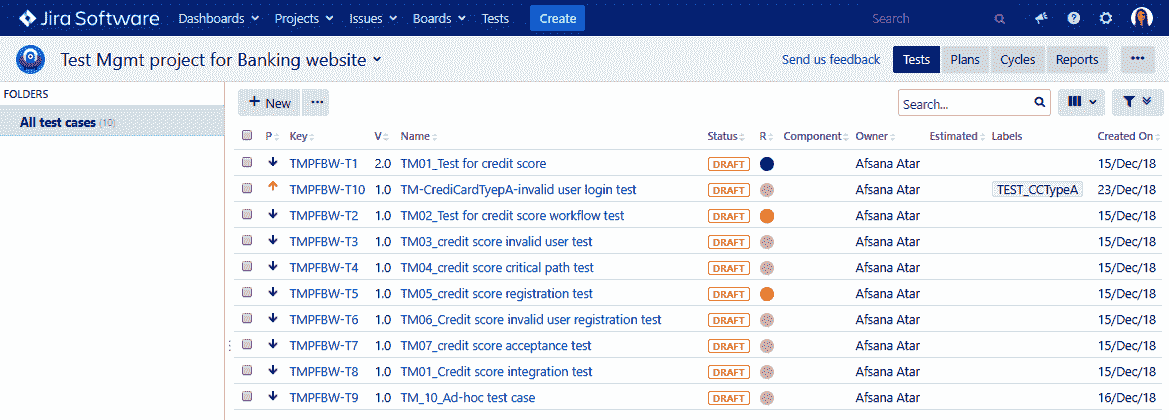 Jira Software Dashboards Projects Issues Boards Tests Create Search
Test Mgmt project for Banking website Send us feedback Tests Plans Cycles Reports
FOLDERS
All test cases (10)
New Search...
P Key V Name Status R Component Owner Estimated Labels Created On
TMPFBW-T1 2.0 TM01_Test for credit score DRAFT Afsana Atar 15/Dec/18
TMPFBW-T10 1.0 TM-CrediCardTyepA-invalid user login test DRAFT Afsana Atar TEST_CCTypeA 23/Dec/18
TMPFBW-T2 1.0 TM02_Test for credit score workflow test DRAFT Afsana Atar 15/Dec/18
TMPFBW-T3 1.0 TM03_credit score invalid user test DRAFT Afsana Atar 15/Dec/18
TMPFBW-T4 1.0 TM04_credit score critical path test DRAFT Afsana Atar 15/Dec/18
TMPFBW-T5 1.0 TM05_credit score registration test DRAFT Afsana Atar 15/Dec/18
TMPFBW-T6 1.0 TM06_Credit score invalid user registration test DRAFT Afsana Atar 15/Dec/18
TMPFBW-T7 1.0 TM07_credit score acceptance test DRAFT Afsana Atar 15/Dec/18
TMPFBW-T8 1.0 TM01_Credit score integration test DRAFT Afsana Atar 15/Dec/18
TMPFBW-T9 1.0 TM_10_Ad-hoc test case DRAFT Afsana Atar 16/Dec/18